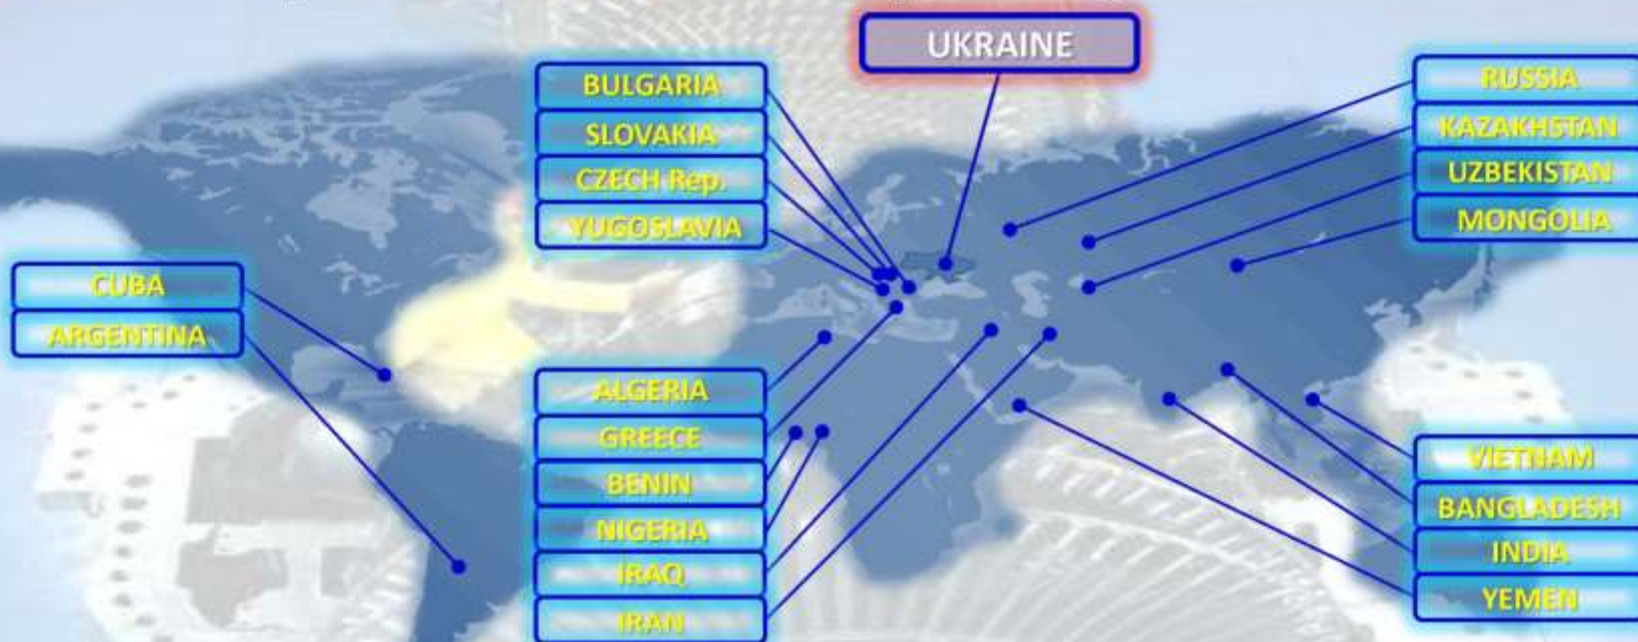 UKRAINE
BULGARIA
SLOVAKIA
CZECH Rep.
YUGOSLAVIA
RUSSIA
KAZAKHSTAN
UZBEKISTAN
MONGOLIA
CUBA
ARGENTINA
ALGERIA
GREECE
BENIN
NIGERIA
IRAQ
IRAN
VIETNAM
BANGLADESH
INDIA
YEMEN